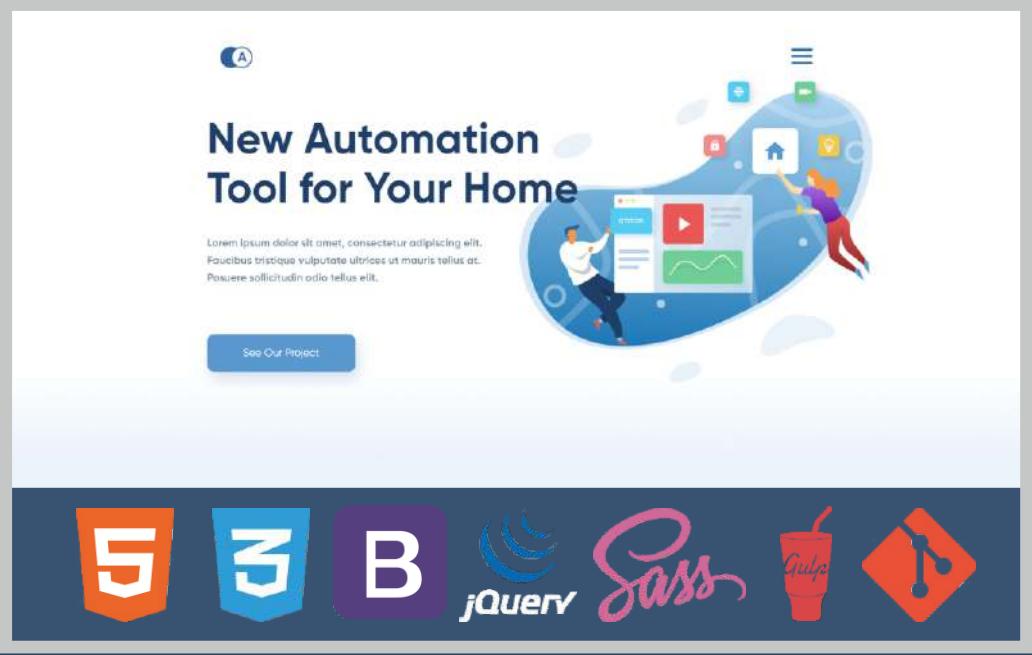 A
New Automation
Tool for Your Home
Lorem ipsum dolor sit amet, consectetur adipiscing elit.
Faucibus tristique vulputate ultrices ut mauris tellus at.
Posuere sollicitudin odio tellus elit.
See Our Project
5 3 B jQuery Sass Gulp